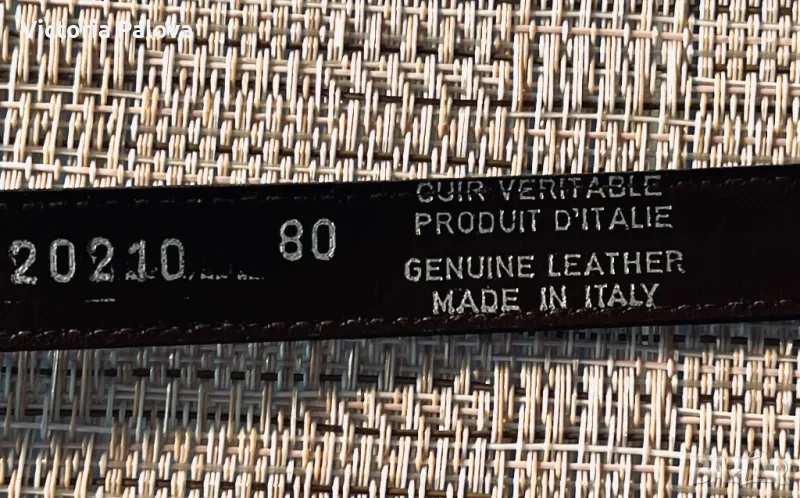 Victoria Palova
20210 80
CUIR VERITABLE
PRODUIT D'ITALIE
GENUINE LEATHER
MADE IN ITALY